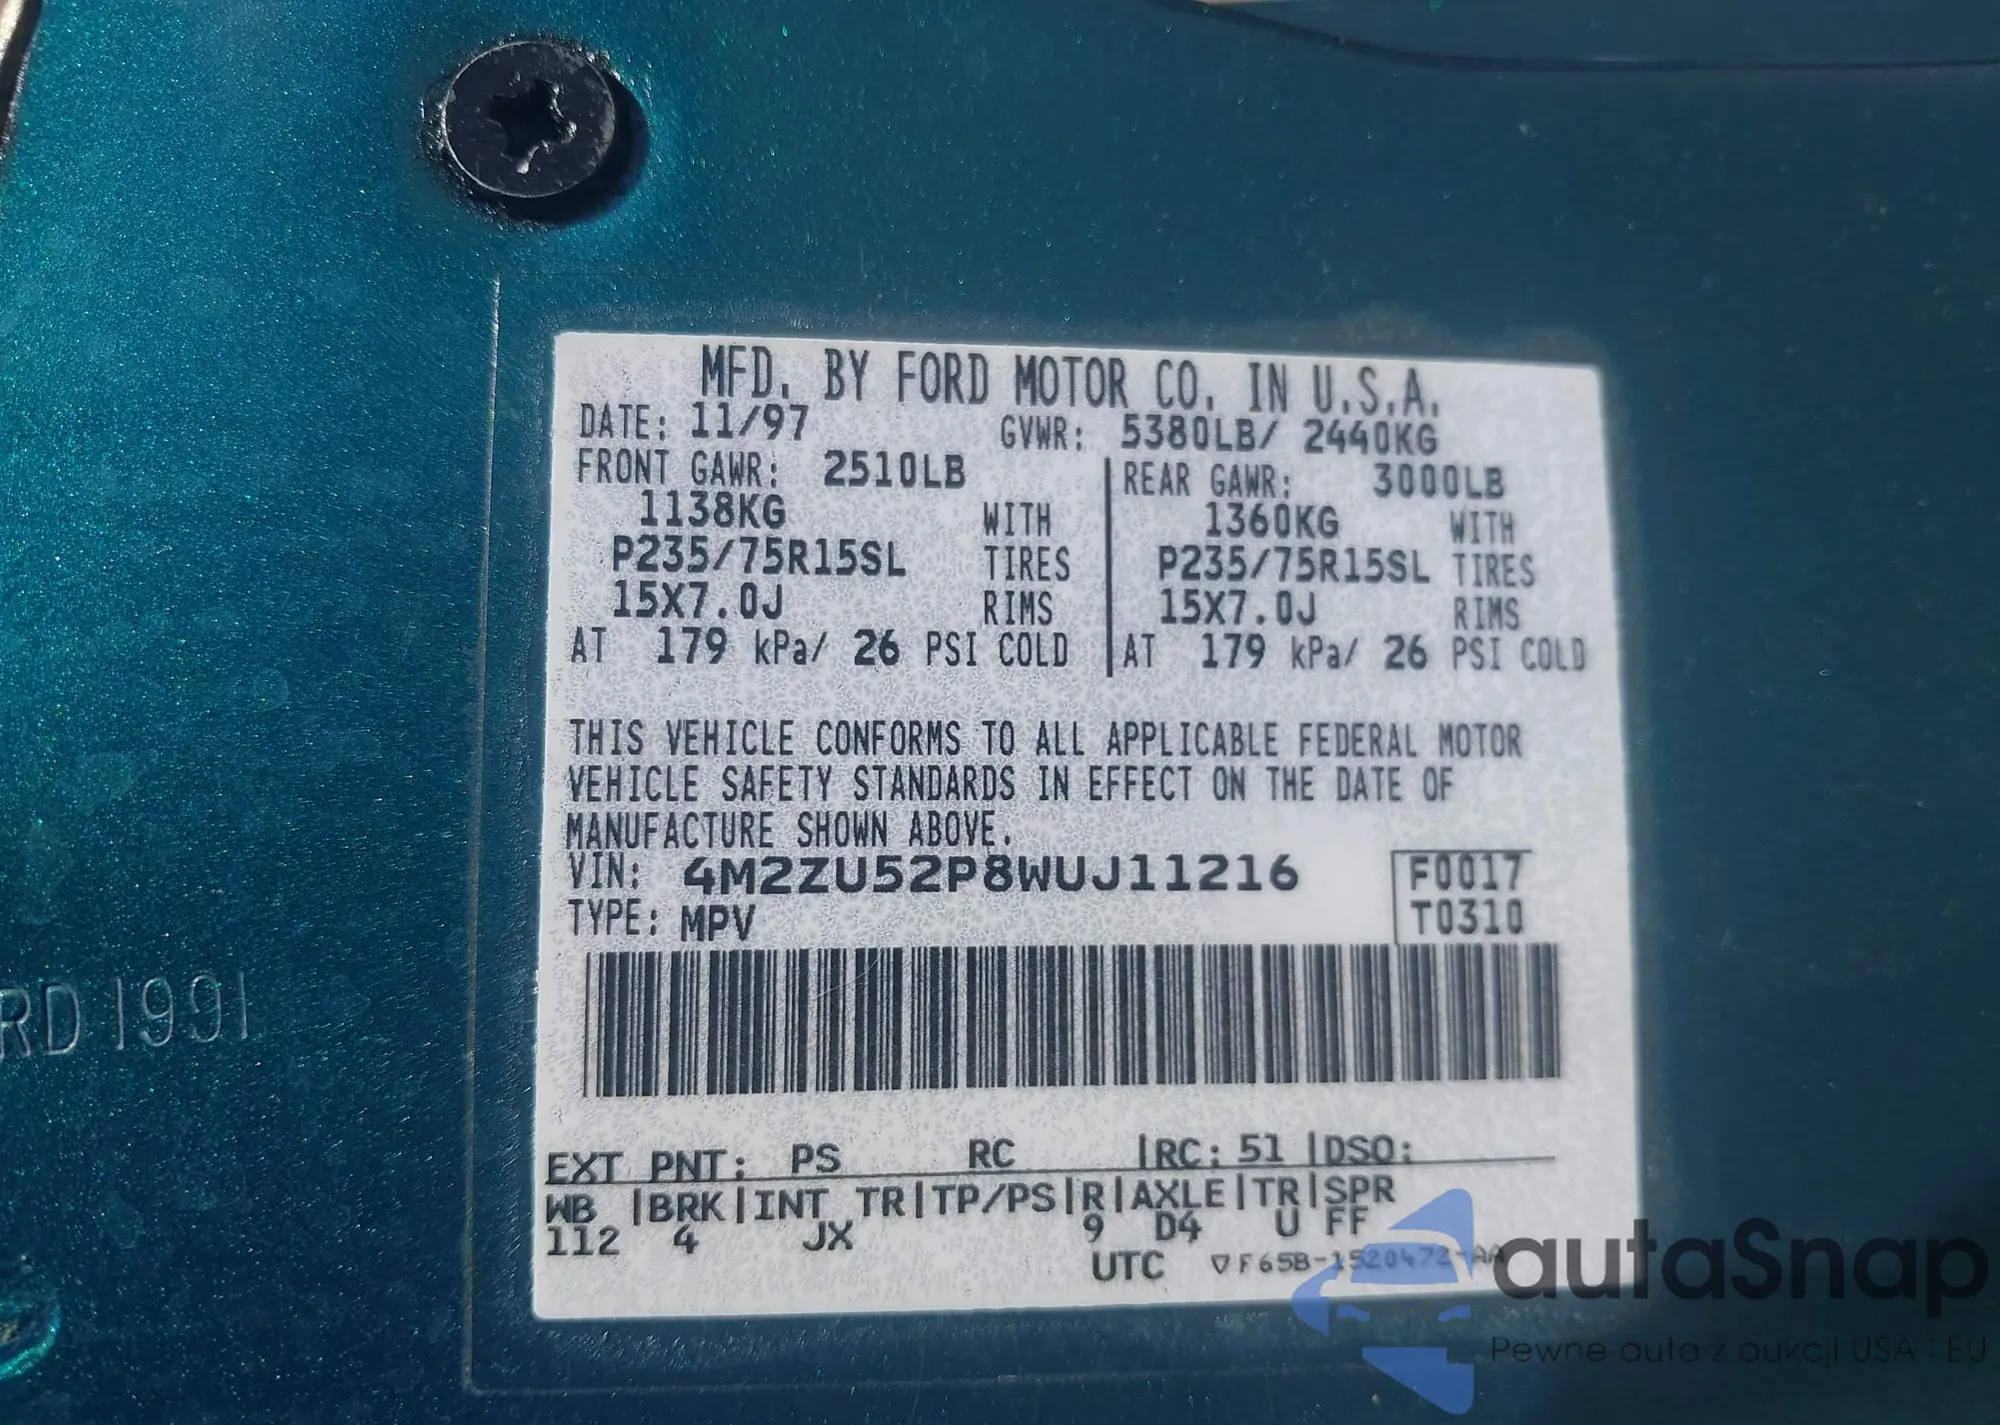 MFD. BY FORD MOTOR CO. IN U.S.A.
DATE: 11/97 GVWR: 5380LB/ 2440KG
FRONT GAWR: 2510LB REAR GAWR: 3000LB
1138KG WITH 1360KG WITH
P235/75R15SL TIRES P235/75R15SL TIRES
15X7.0J RIMS 15X7.0J RIMS
AT 179 kPa/ 26 PSI COLD AT 179 kPa/ 26 PSI COLD
THIS VEHICLE CONFORMS TO ALL APPLICABLE FEDERAL MOTOR
VEHICLE SAFETY STANDARDS IN EFFECT ON THE DATE OF
MANUFACTURE SHOWN ABOVE.
VIN: 4M2ZU52P8WUJ11216 F0017
TYPE: MPV T0310
RD 1991
EXT PNT: PS RC |RC: 51 |DSO:
WB |BRK|INT TR|TP/PS|R|AXLE|TR|SPR
112 4 JX 9 D4 U FF
UTC ▽F65B-1520472-AA
autaSnap
Pewne auta z aukcji USA i EU